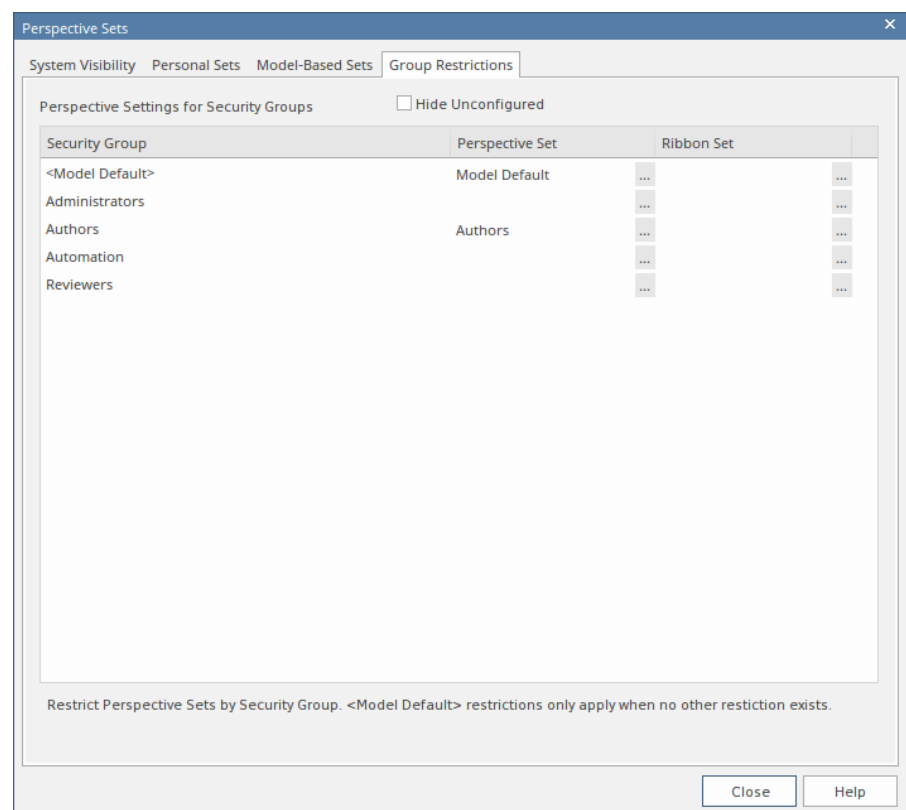 Perspective Sets
System Visibility Personal Sets Model-Based Sets Group Restrictions
Perspective Settings for Security Groups Hide Unconfigured
Security Group Perspective Set Ribbon Set
<Model Default> Model Default ... ...
Administrators ... ...
Authors Authors ... ...
Automation ... ...
Reviewers ... ...
Restrict Perspective Sets by Security Group. <Model Default> restrictions only apply when no other restiction exists.
Close Help